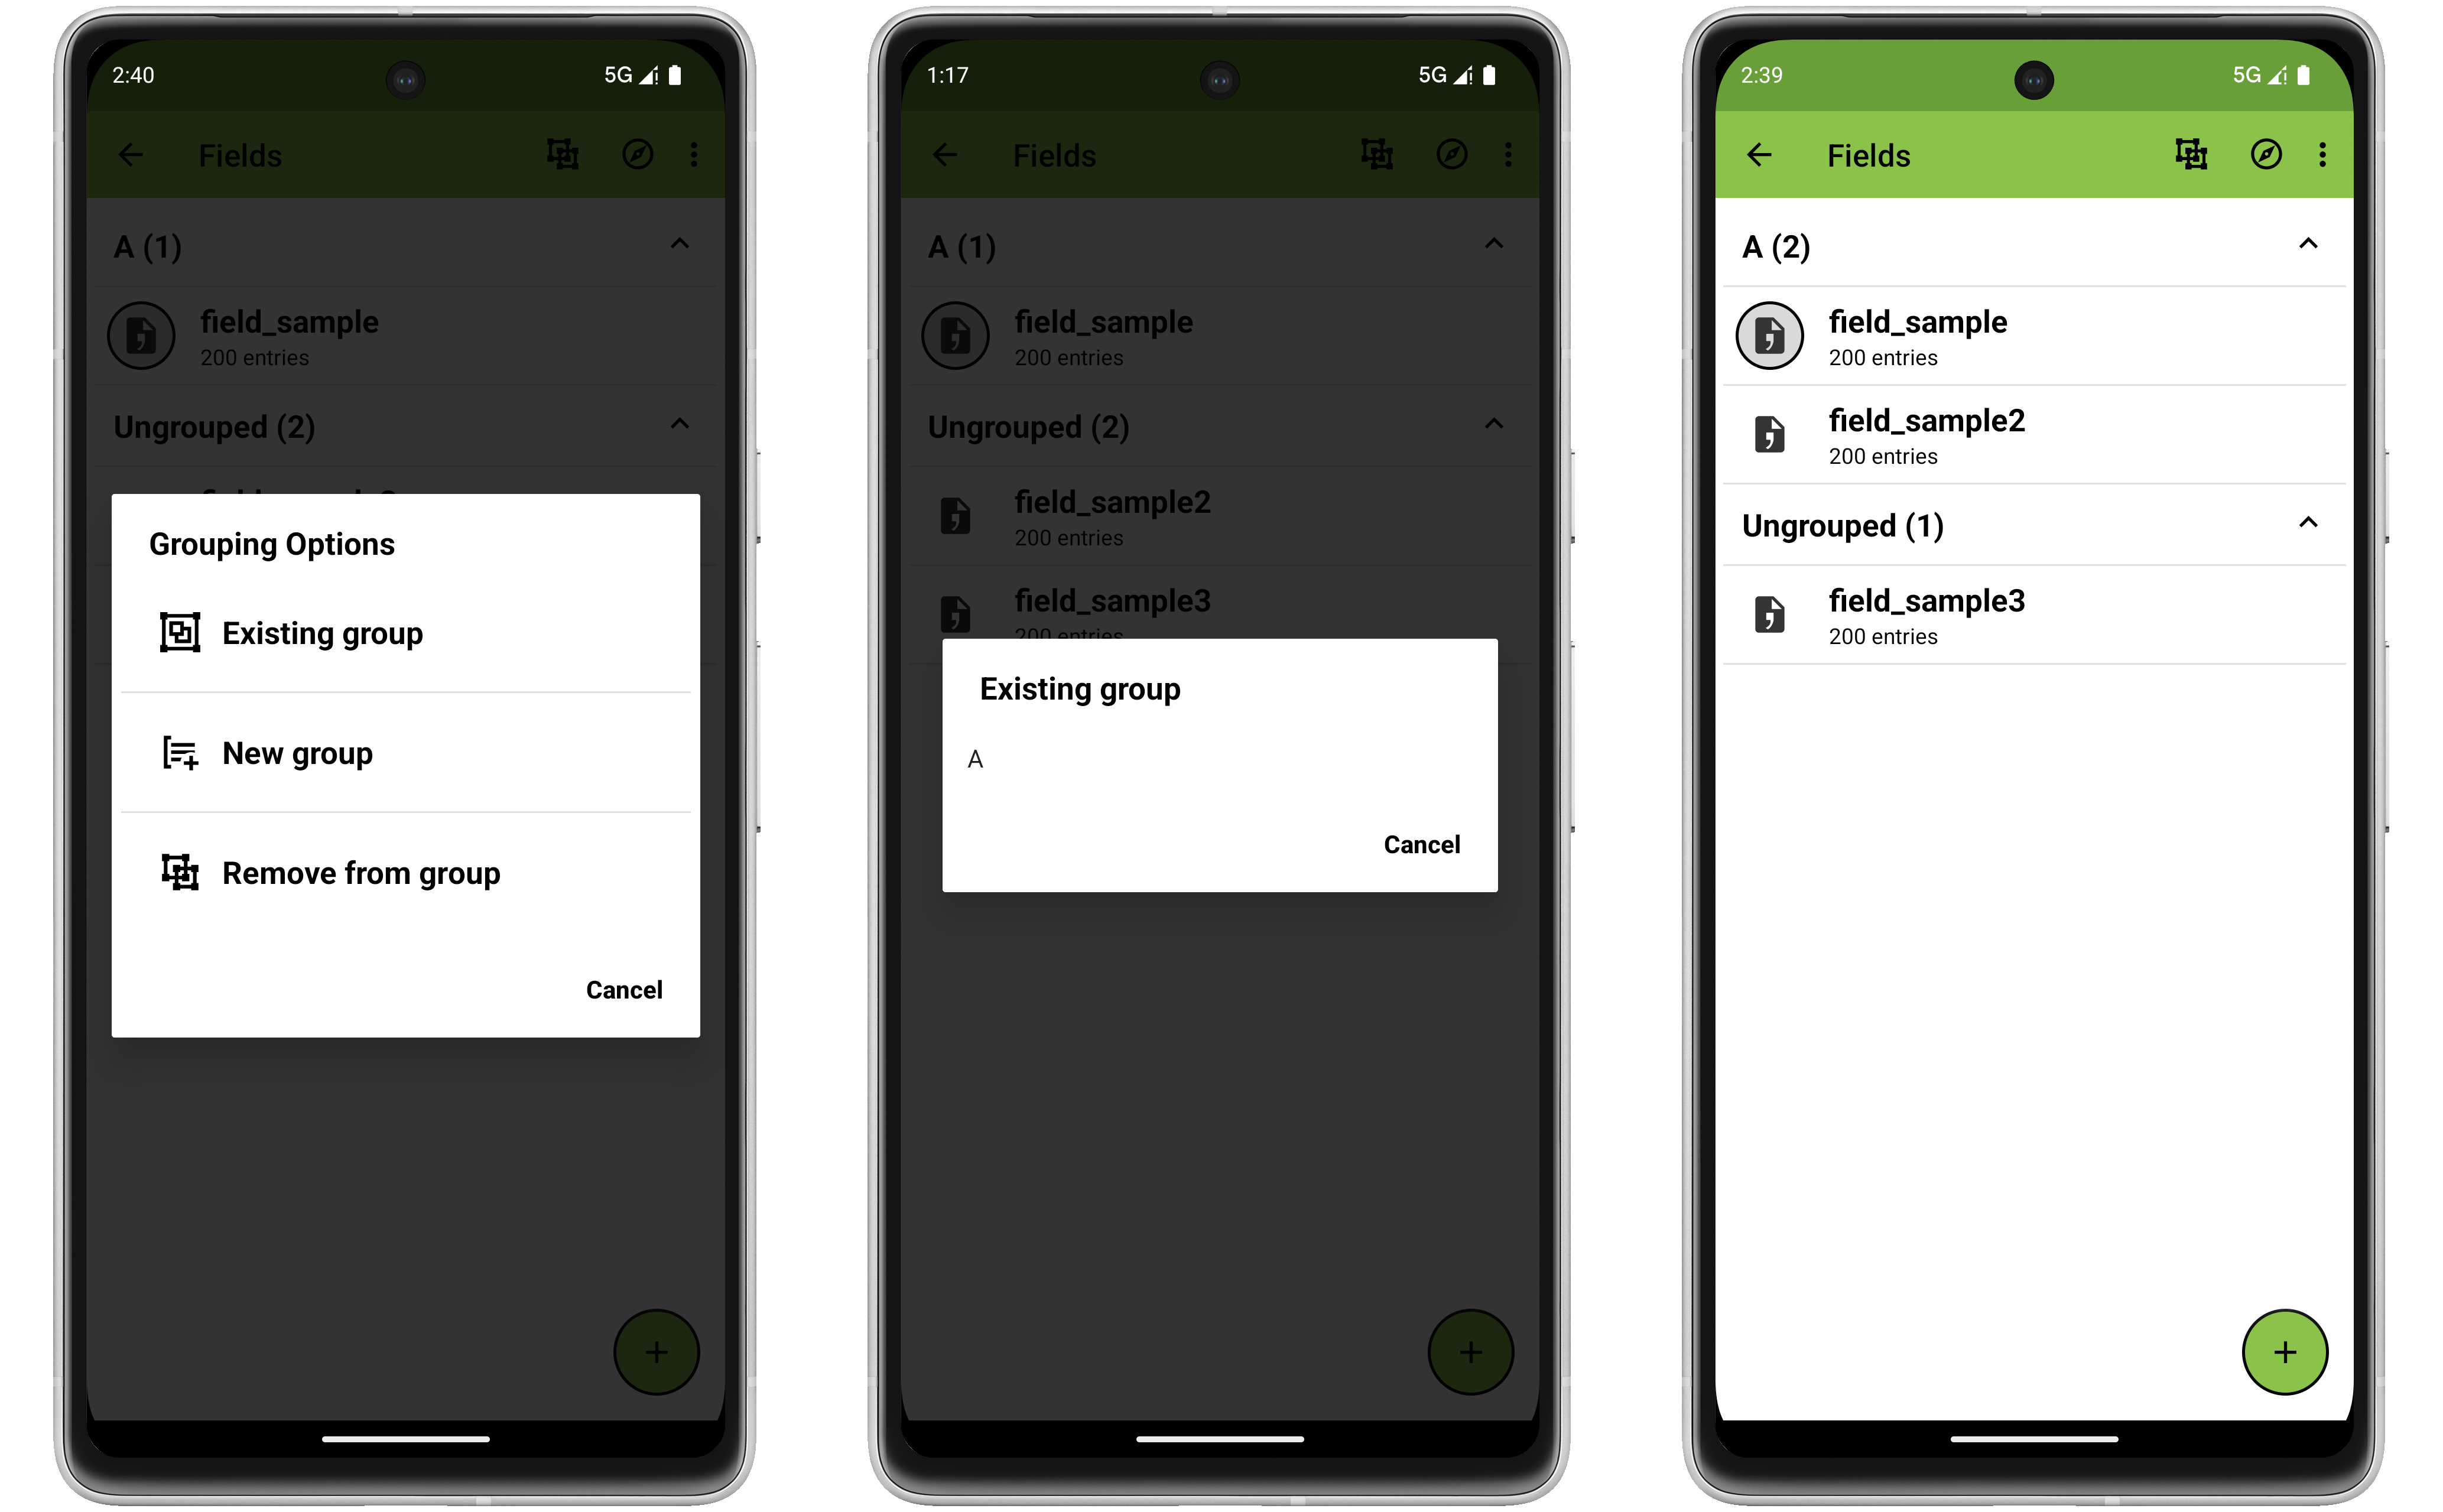 2:40
5G
Fields
A (1)
field_sample
200 entries
Ungrouped (2)
Grouping Options
Existing group
New group
Remove from group
Cancel
1:17
5G
Fields
A (1)
field_sample
200 entries
Ungrouped (2)
field_sample2
200 entries
field_sample3
200 entries
Existing group
A
Cancel
2:39
5G
Fields
A (2)
field_sample
200 entries
field_sample2
200 entries
Ungrouped (1)
field_sample3
200 entries